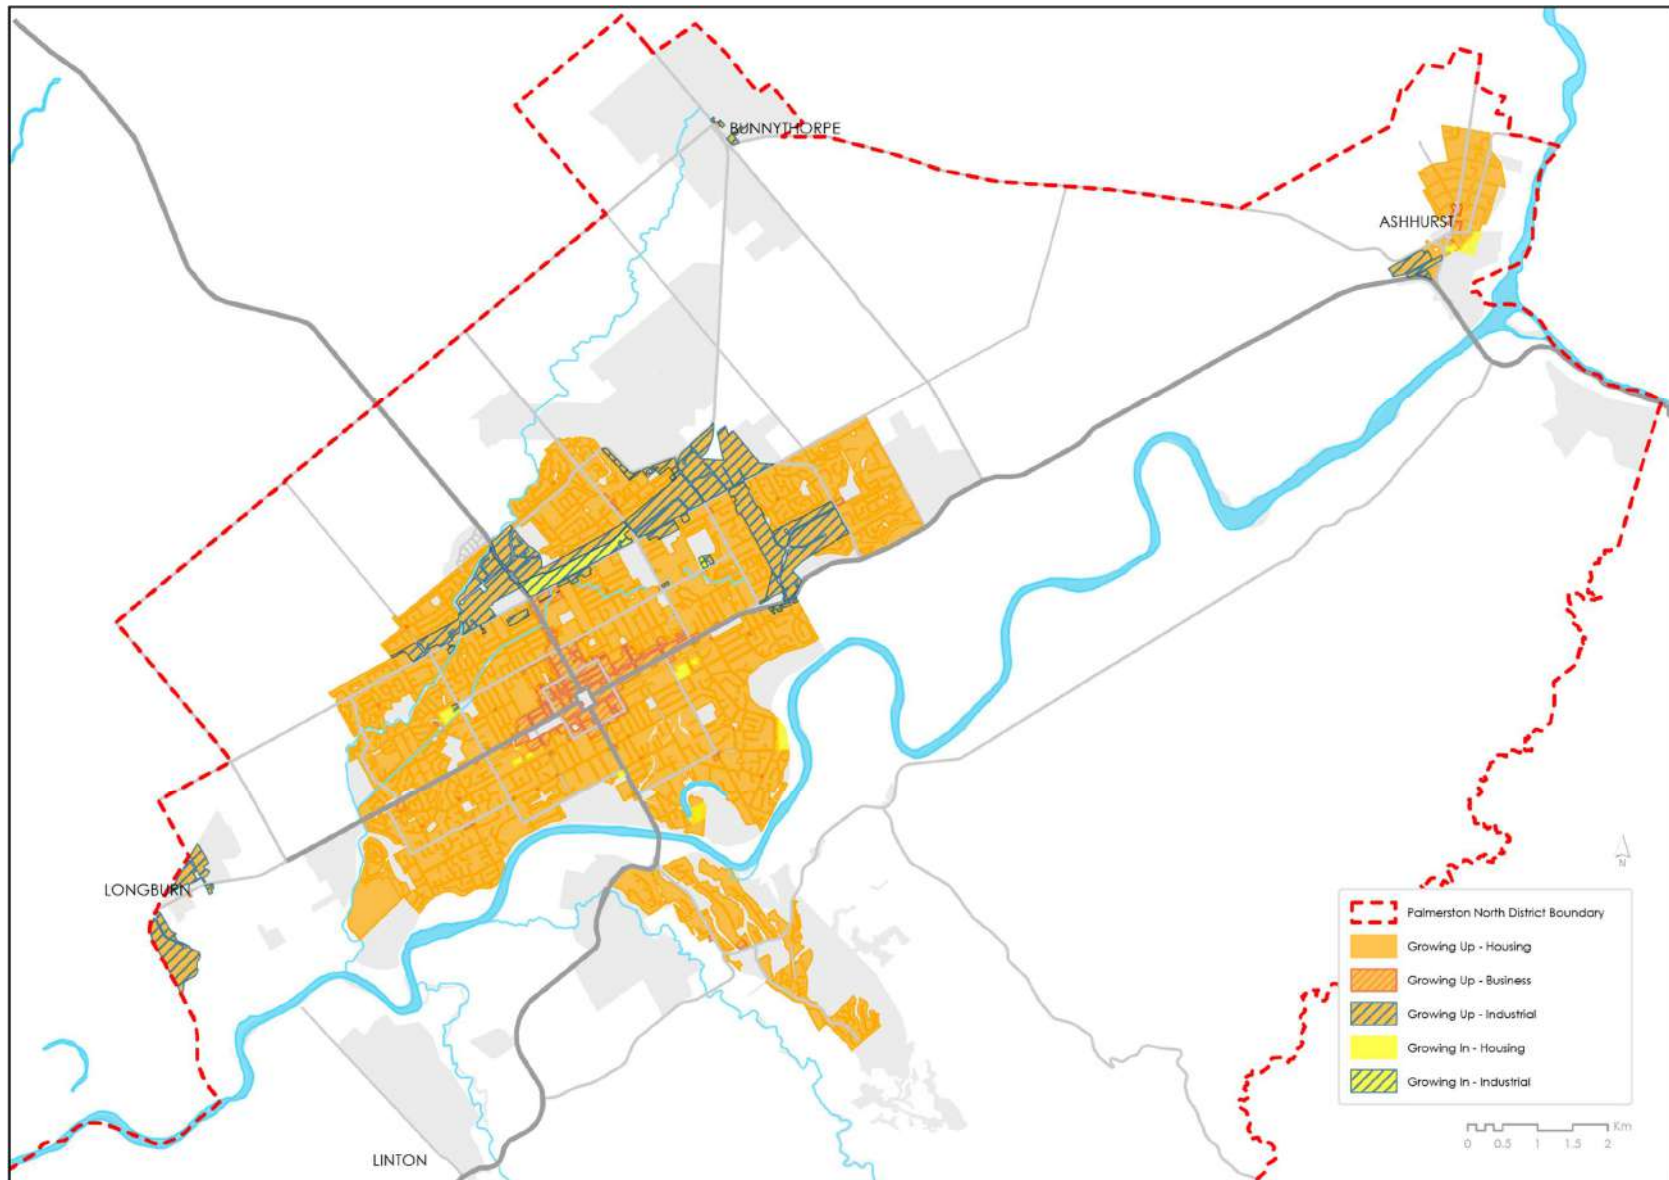 BUNNYTHORPE
ASHHURST
LONGBURN
LINTON
N
Palmerston North District Boundary
Growing Up - Housing
Growing Up - Business
Growing Up - Industrial
Growing In - Housing
Growing In - Industrial
Km
0 0.5 1 1.5 2